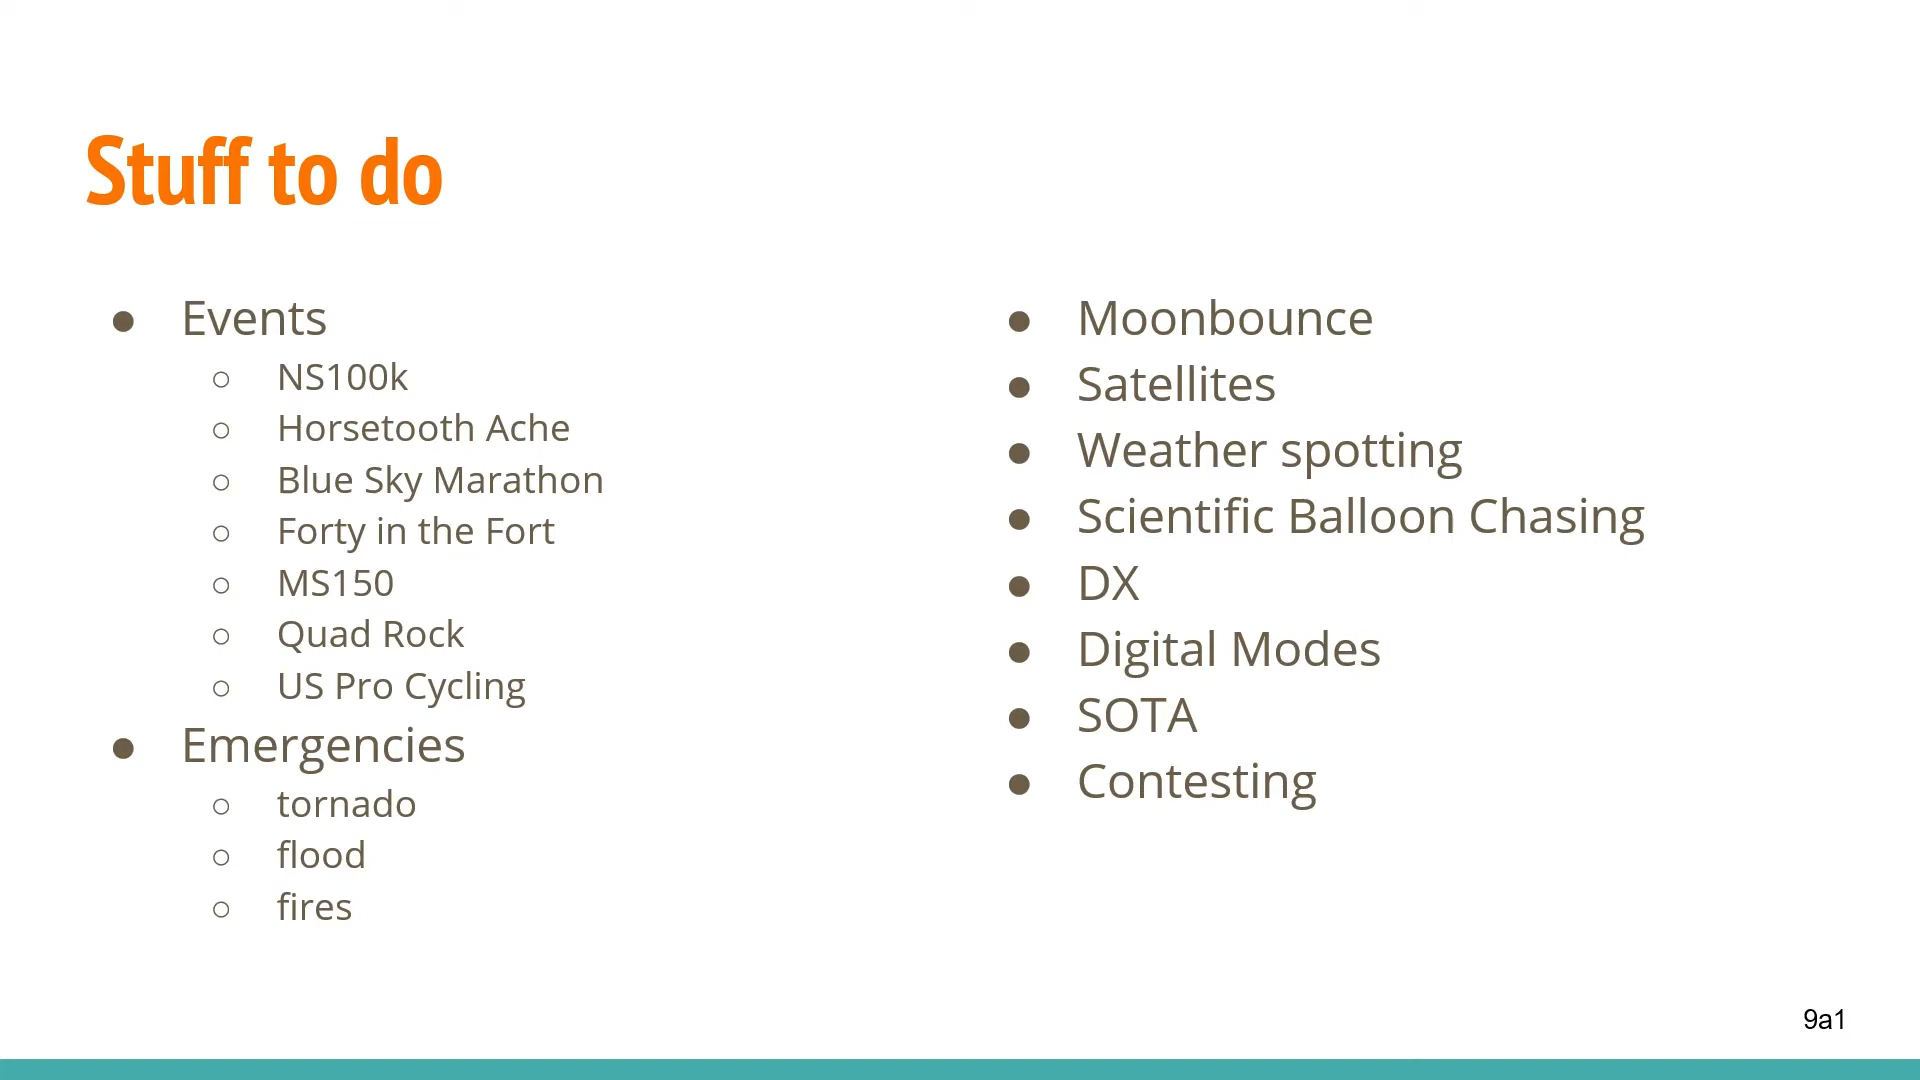 Stuff to do
● Events
○ NS100k
○ Horsetooth Ache
○ Blue Sky Marathon
○ Forty in the Fort
○ MS150
○ Quad Rock
○ US Pro Cycling
● Emergencies
○ tornado
○ flood
○ fires
● Moonbounce
● Satellites
● Weather spotting
● Scientific Balloon Chasing
● DX
● Digital Modes
● SOTA
● Contesting
9a1